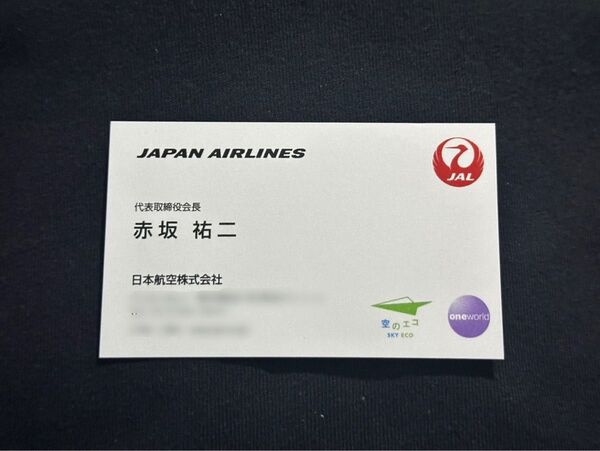 JAPAN AIRLINES
JAL
代表取締役会長
赤坂 祐二
日本航空株式会社
空のエコ
SKY ECO
oneworld